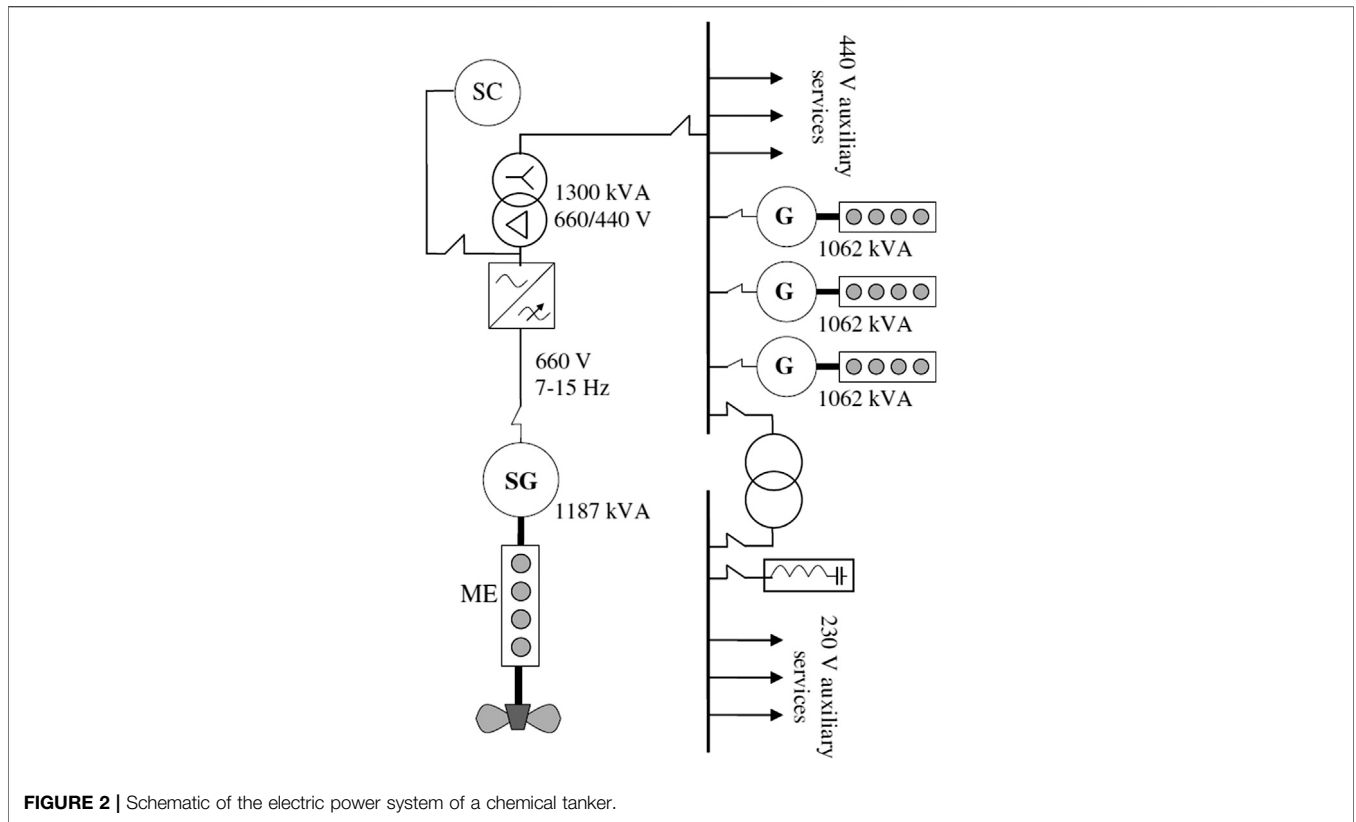 SC
1300 kVA
660/440 V
660 V
7-15 Hz
SG
1187 kVA
ME
440 V auxiliary
services
G
1062 kVA
G
1062 kVA
G
1062 kVA
230 V auxiliary
services
FIGURE 2 | Schematic of the electric power system of a chemical tanker.